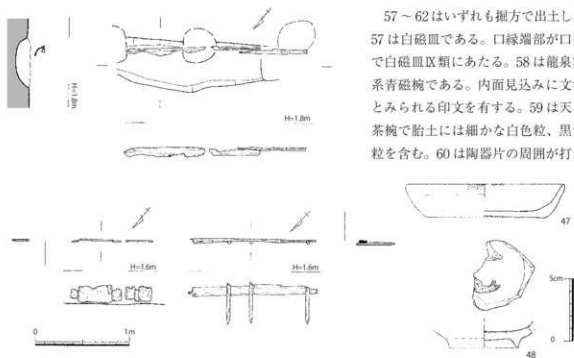 57～62はいずれも掘方で出土し
57は白磁皿である。口縁端部が口
で白磁皿Ⅸ類にあたる。58は龍泉
系青磁椀である。内面見込みに文
とみられる印文を有する。59は天
茶椀で胎土には細かな白色粒、黒
粒を含む。60は陶器片の周囲が打
H=1.8m
H=1.8m
47
H=1.6m
H=1.6m
5cm
0
0 1m
48